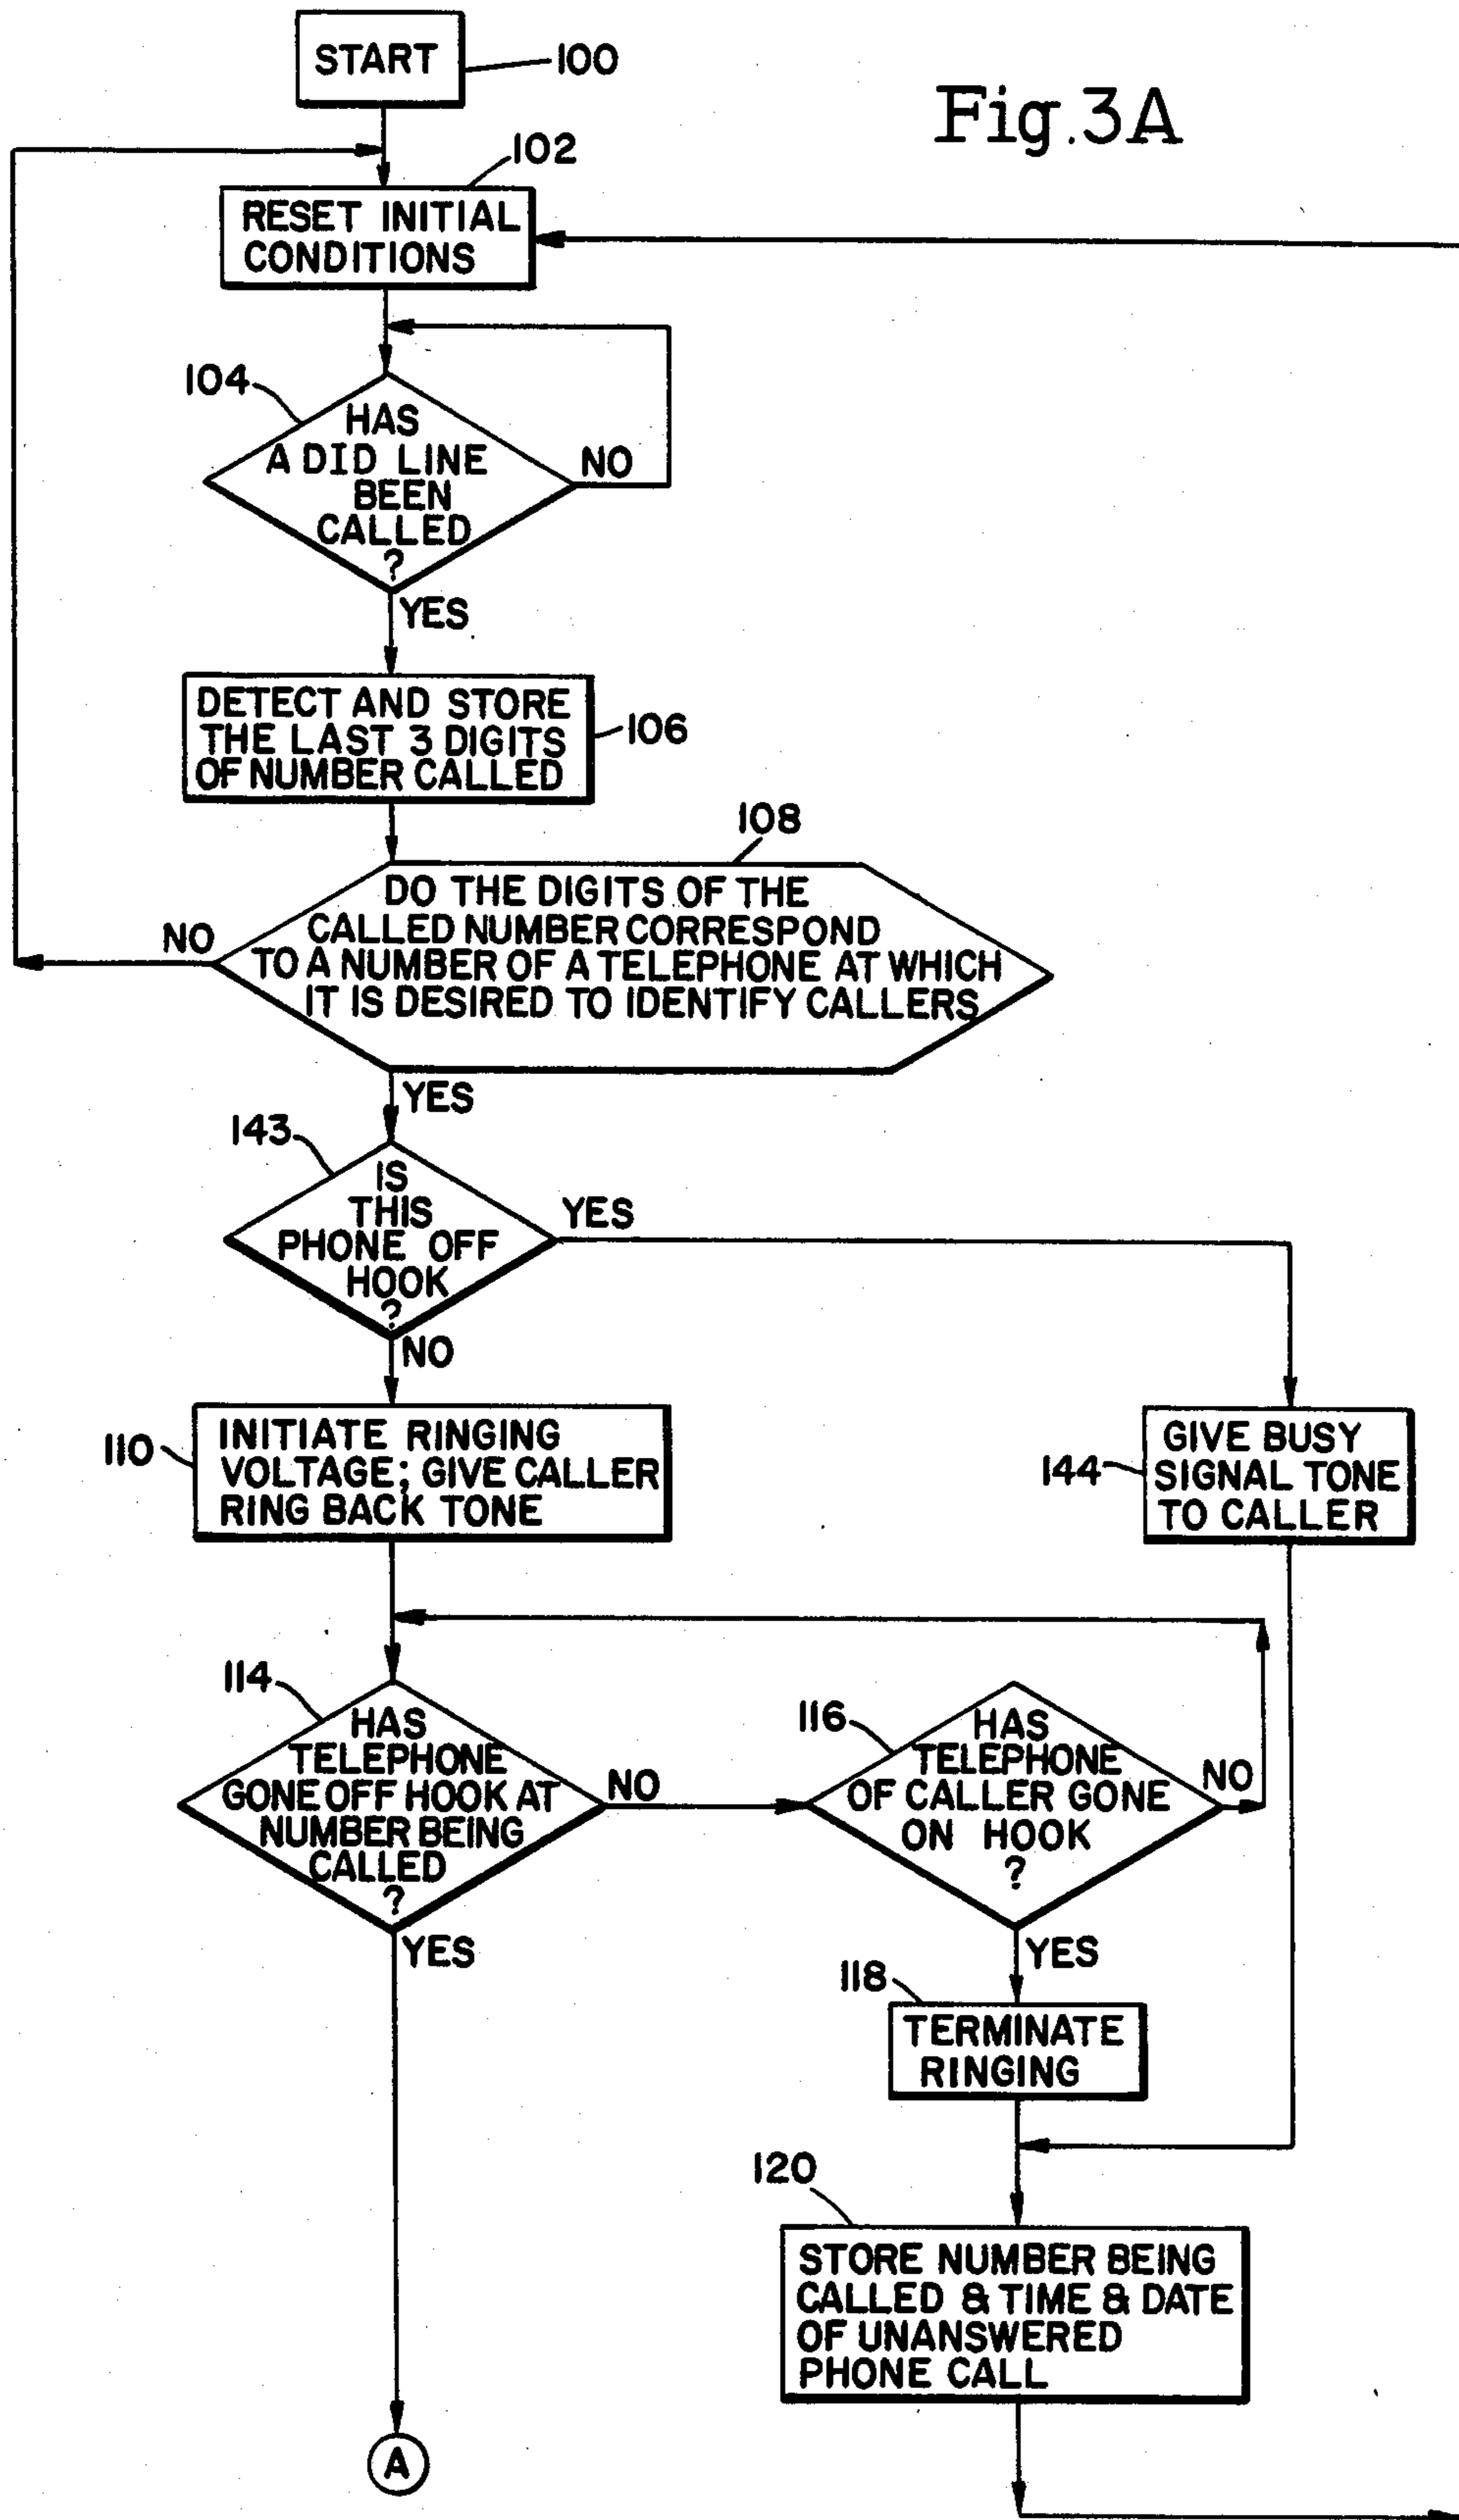 START
100
Fig.3A
102
RESET INITIAL
CONDITIONS
104
HAS
A DID LINE
BEEN
CALLED
?
NO
YES
DETECT AND STORE
THE LAST 3 DIGITS
OF NUMBER CALLED
106
108
DO THE DIGITS OF THE
CALLED NUMBER CORRESPOND
TO A NUMBER OF A TELEPHONE AT WHICH
IT IS DESIRED TO IDENTIFY CALLERS
NO
YES
143
IS
THIS
PHONE OFF
HOOK
?
YES
NO
110
INITIATE RINGING
VOLTAGE; GIVE CALLER
RING BACK TONE
144
GIVE BUSY
SIGNAL TONE
TO CALLER
114
HAS
TELEPHONE
GONE OFF HOOK AT
NUMBER BEING
CALLED
?
NO
YES
116
HAS
TELEPHONE
OF CALLER GONE
ON HOOK
?
NO
YES
118
TERMINATE
RINGING
120
STORE NUMBER BEING
CALLED & TIME & DATE
OF UNANSWERED
PHONE CALL
A